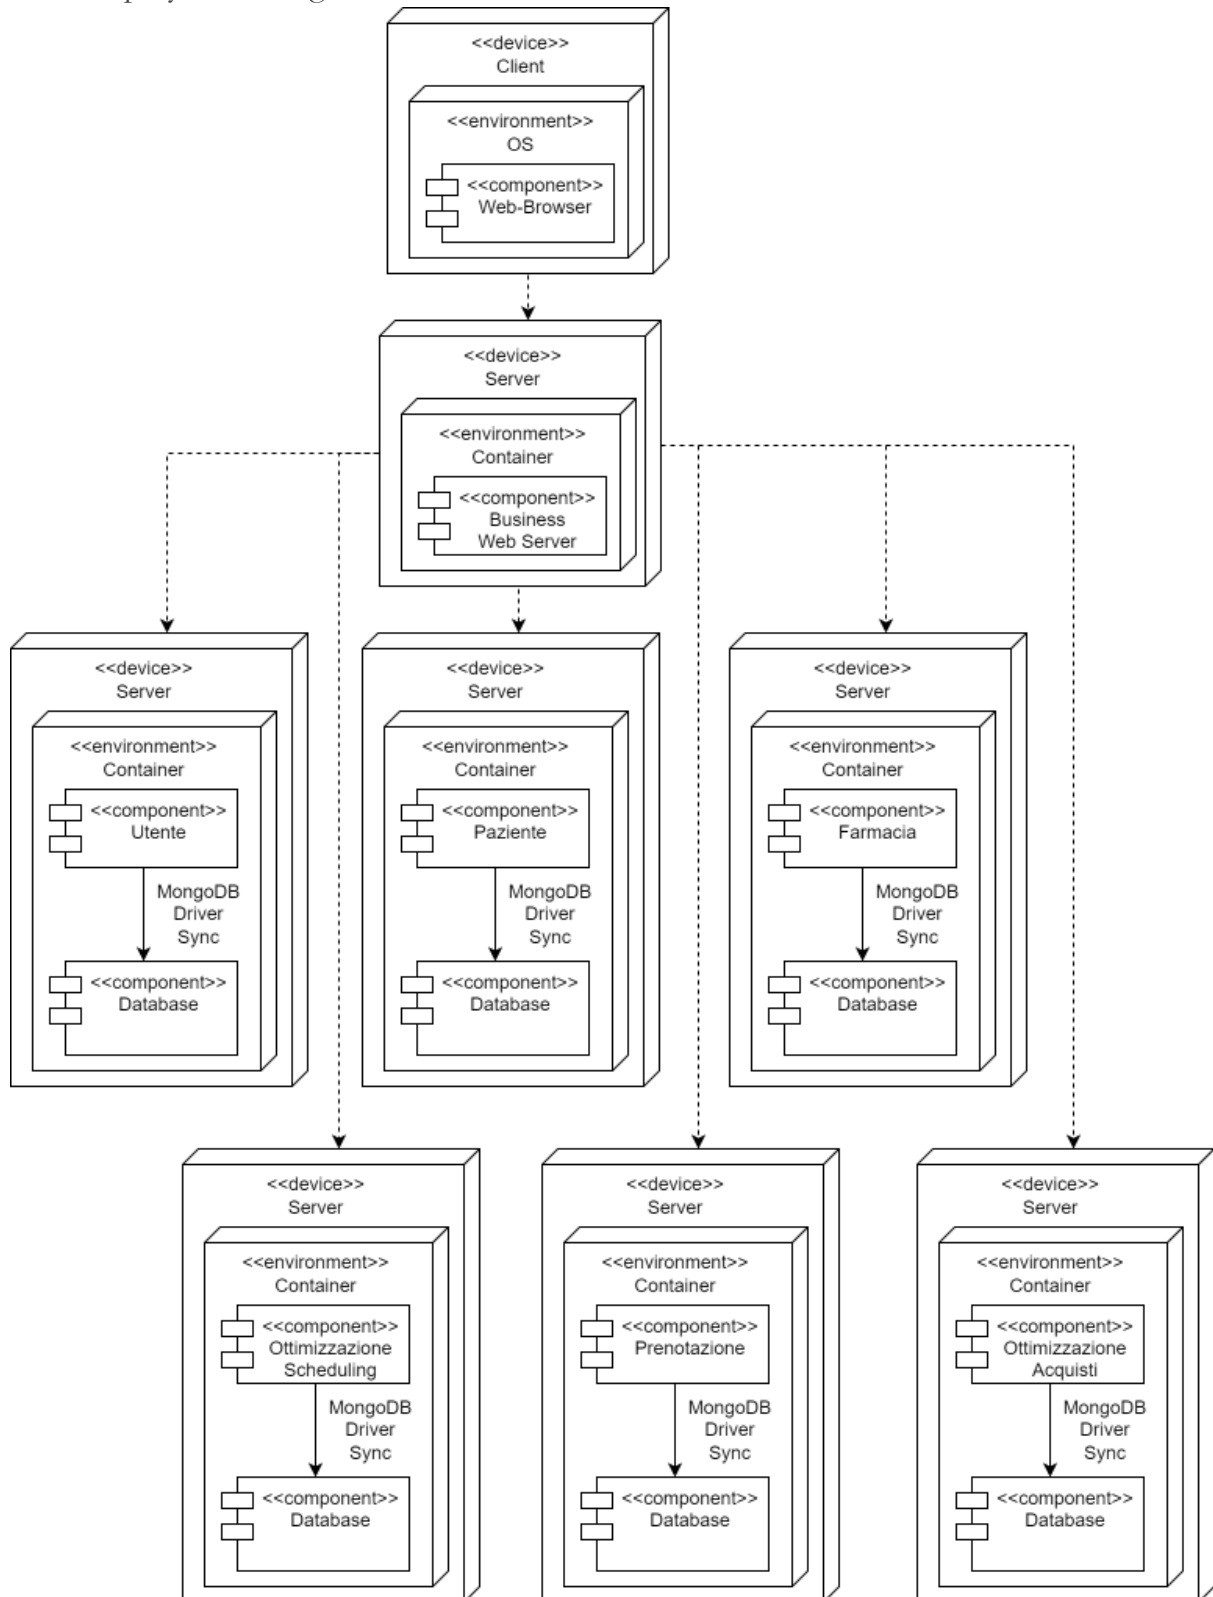 <<device>>
Client
<<environment>>
OS
<<component>>
Web-Browser
<<device>>
Server
<<environment>>
Container
<<component>>
Business
Web Server
<<device>>
Server
<<environment>>
Container
<<component>>
Utente
MongoDB
Driver
Sync
<<component>>
Database
<<device>>
Server
<<environment>>
Container
<<component>>
Paziente
MongoDB
Driver
Sync
<<component>>
Database
<<device>>
Server
<<environment>>
Container
<<component>>
Farmacia
MongoDB
Driver
Sync
<<component>>
Database
<<device>>
Server
<<environment>>
Container
<<component>>
Ottimizzazione
Scheduling
MongoDB
Driver
Sync
<<component>>
Database
<<device>>
Server
<<environment>>
Container
<<component>>
Prenotazione
MongoDB
Driver
Sync
<<component>>
Database
<<device>>
Server
<<environment>>
Container
<<component>>
Ottimizzazione
Acquisti
MongoDB
Driver
Sync
<<component>>
Database